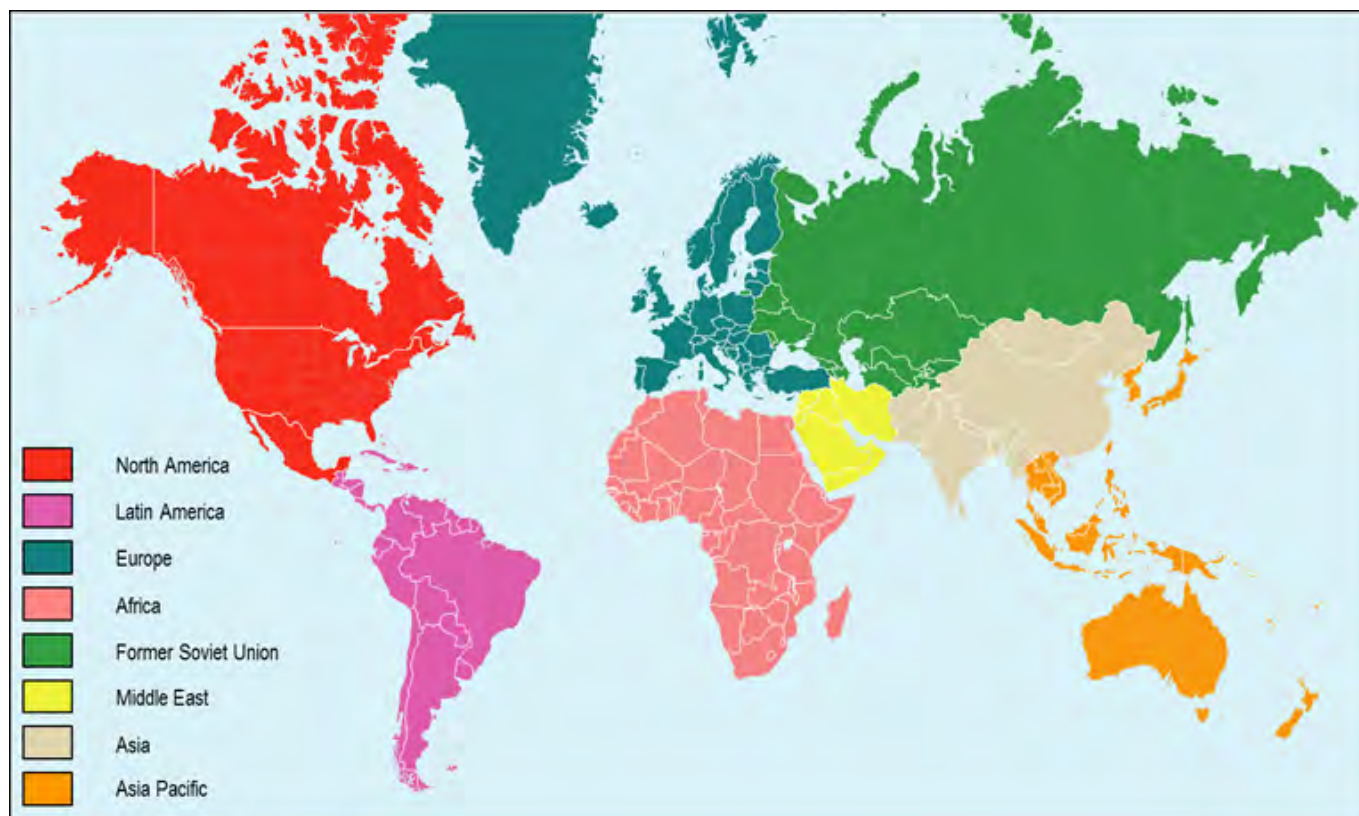 North America
Latin America
Europe
Africa
Former Soviet Union
Middle East
Asia
Asia Pacific